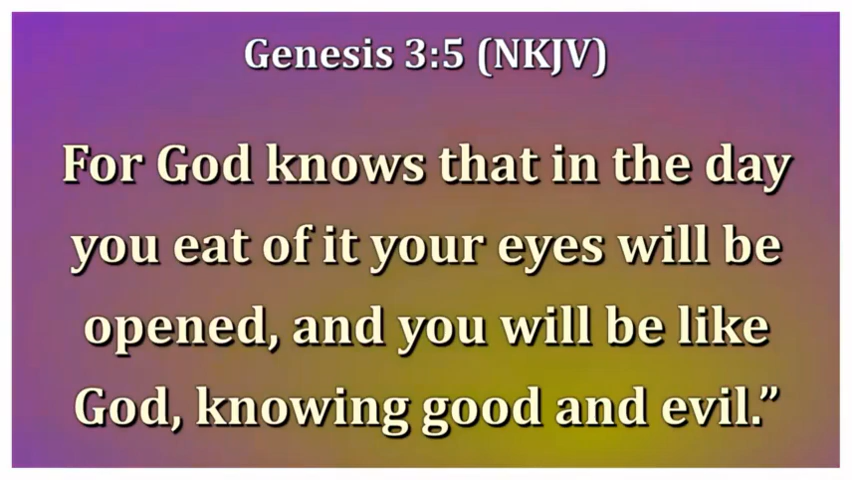 Genesis 3:5 (NKJV)
For God knows that in the day
you eat of it your eyes will be
opened, and you will be like
God, knowing good and evil.”